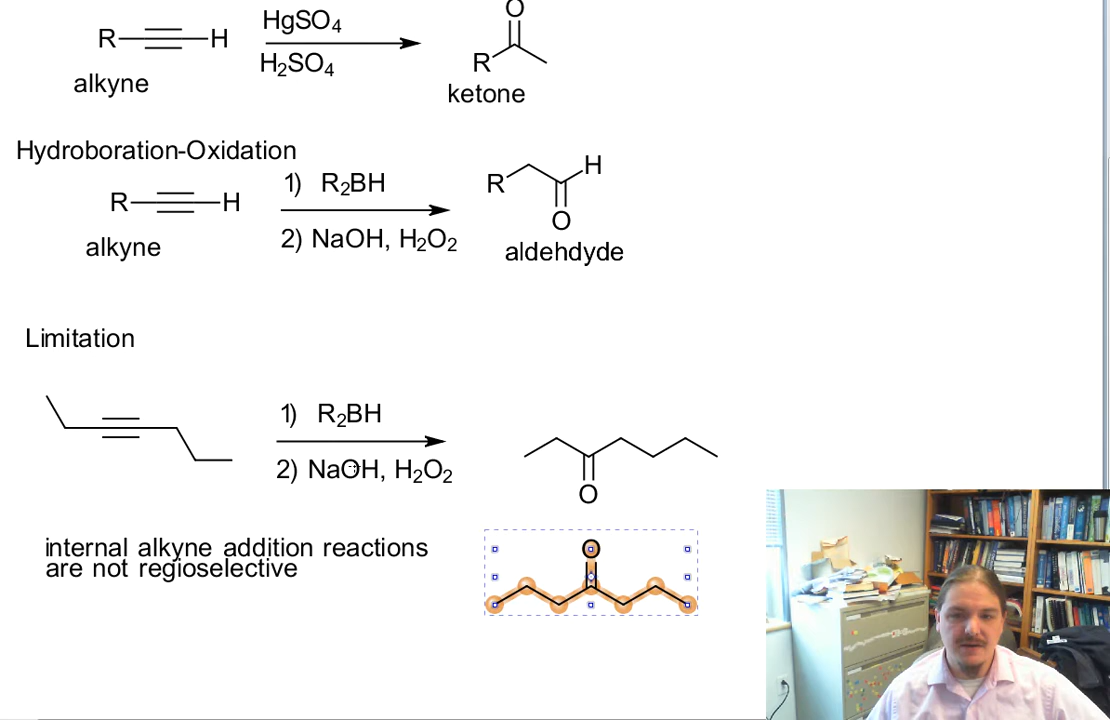 R H HgSO4 O
H2SO4 R
alkyne ketone
Hydroboration-Oxidation
R H 1) R2BH R H
2) NaOH, H2O2 O
alkyne aldehdyde
Limitation
1) R2BH
2) NaOH, H2O2 O
internal alkyne addition reactions O
are not regioselective